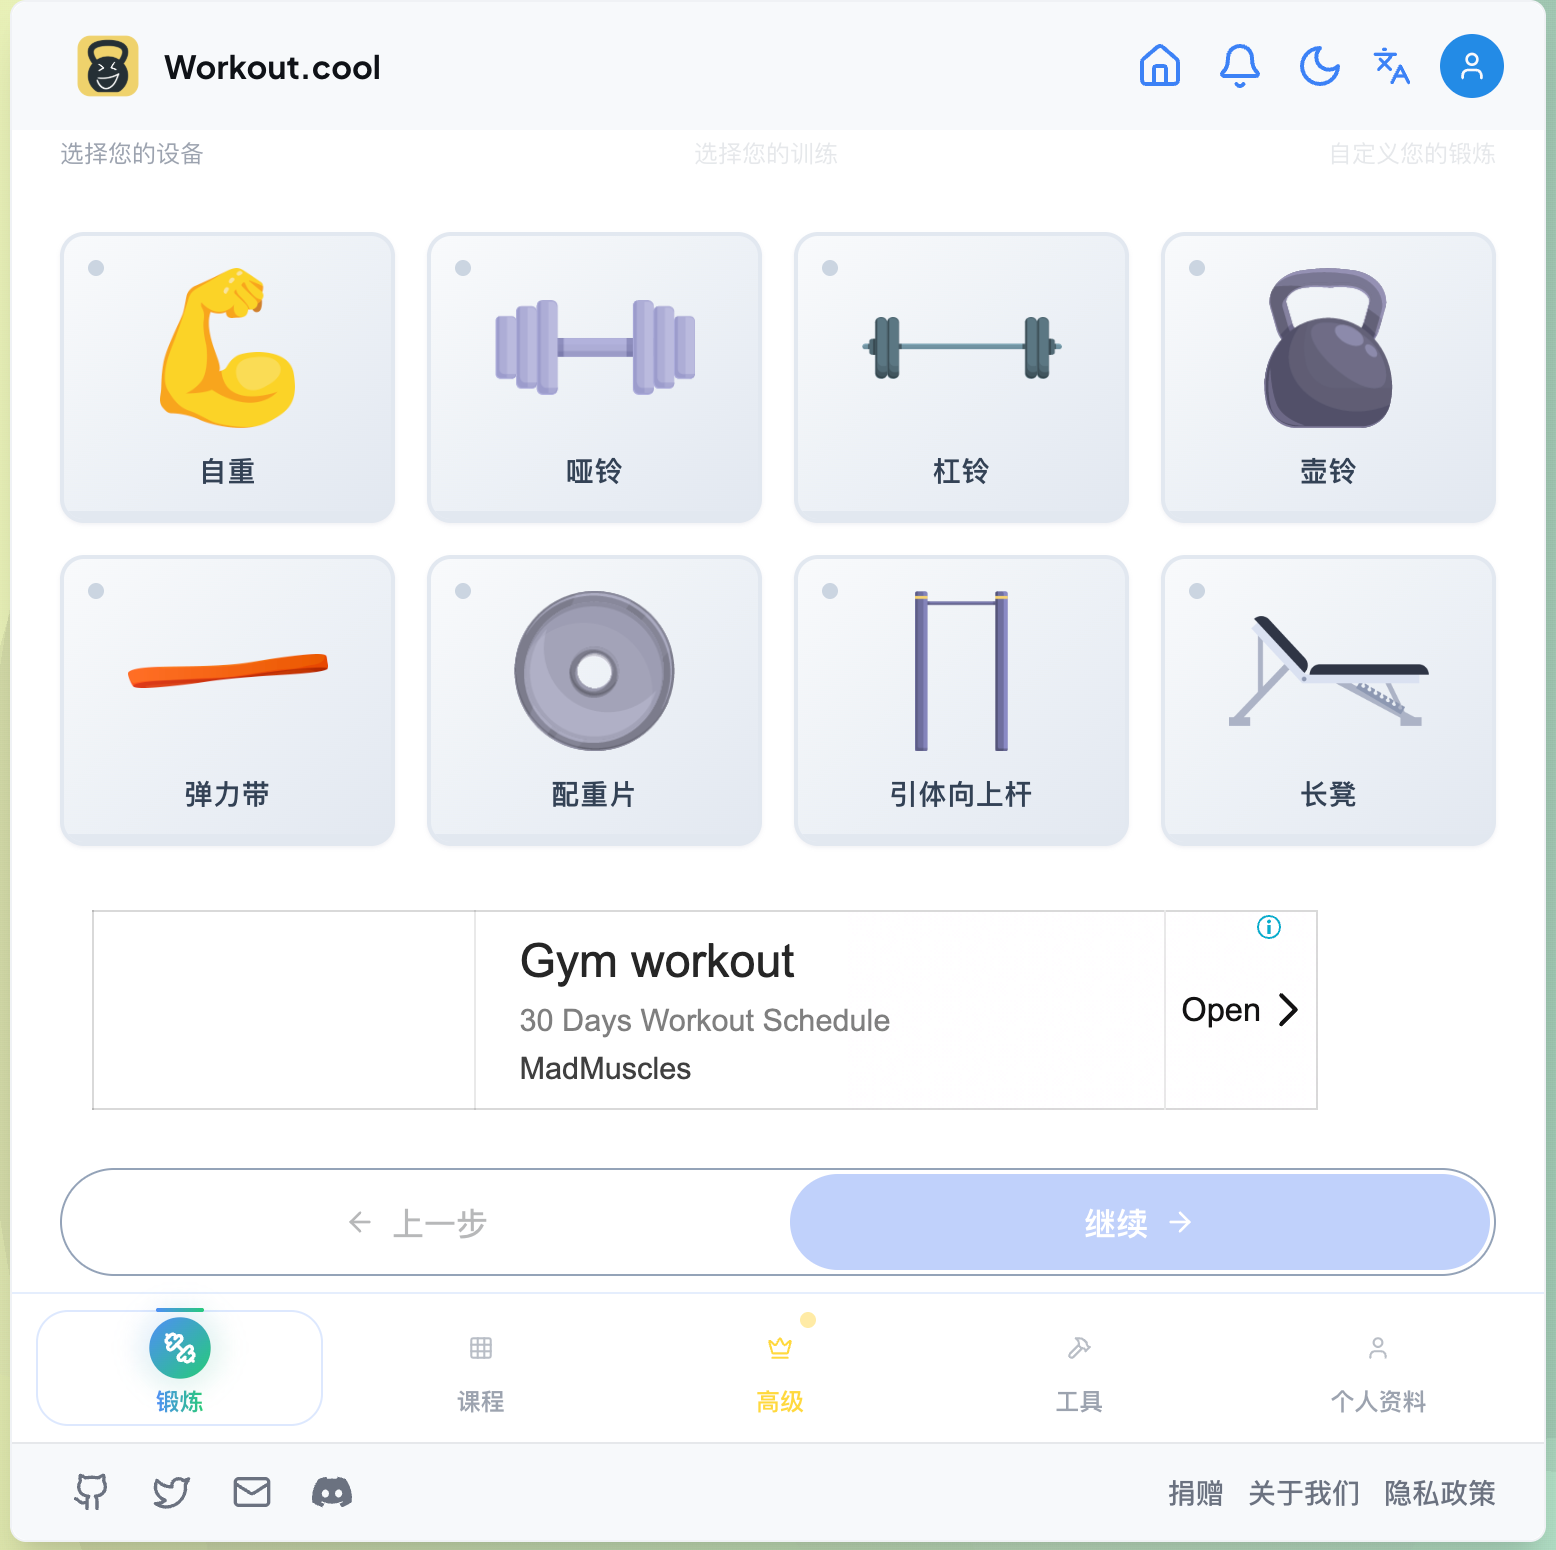 Workout.cool
选择您的设备
选择您的训练
自定义您的锻炼
自重
哑铃
杠铃
壶铃
弹力带
配重片
引体向上杆
长凳
Gym workout
30 Days Workout Schedule
MadMuscles
Open
上一步
继续
锻炼
课程
高级
工具
个人资料
捐赠
关于我们
隐私政策